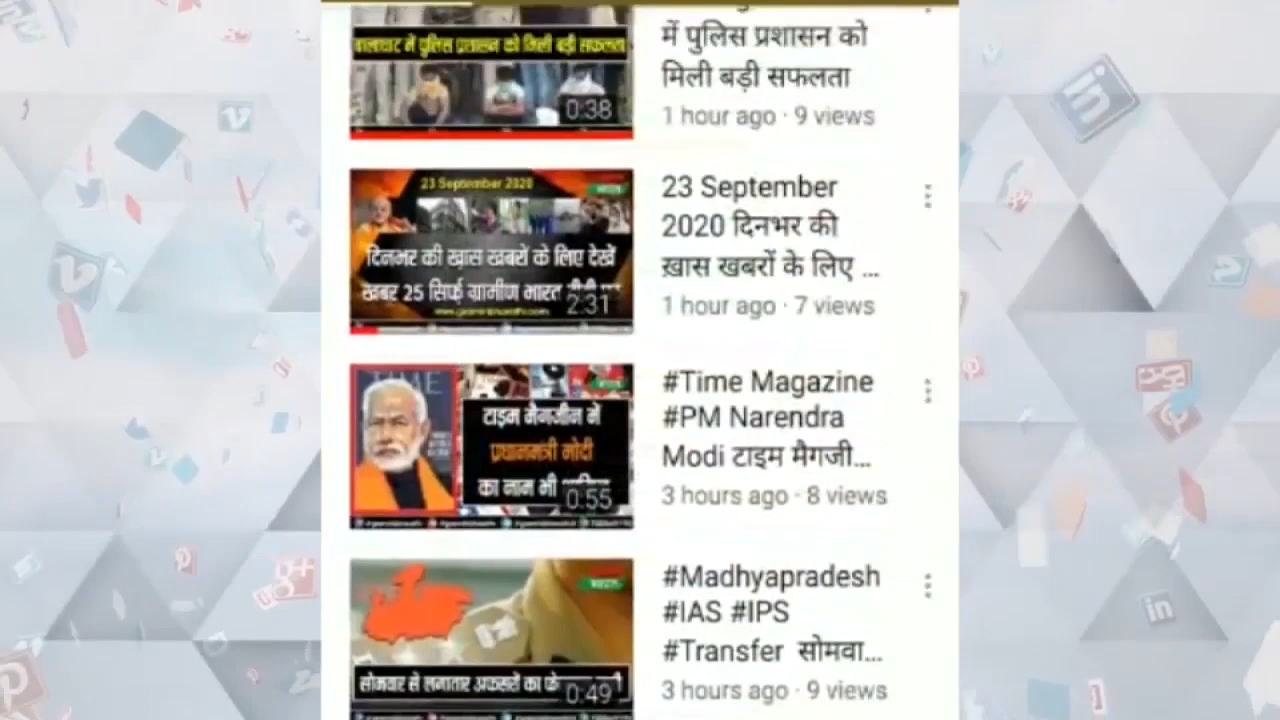 बालाघाट में पुलिस प्रशासन को मिली बड़ी सफलता
0:38
में पुलिस प्रशासन को
मिली बड़ी सफलता
1 hour ago · 9 views
23 September 2020
दिनभर की ख़ास खबरों के लिए देखें
खबर 25 सिर्फ़ ग्रामीण भारत
2:31
23 September
2020 दिनभर की
ख़ास खबरों के लिए ...
1 hour ago · 7 views
TIME
टाइम मैगजीन में
प्रधानमंत्री मोदी
का नाम भी
0:55
#Time Magazine
#PM Narendra
Modi टाइम मैगजी...
3 hours ago · 8 views
सोमवार से लगातार अफसरों का
0:49
#Madhyapradesh
#IAS #IPS
#Transfer सोमवा...
3 hours ago · 9 views